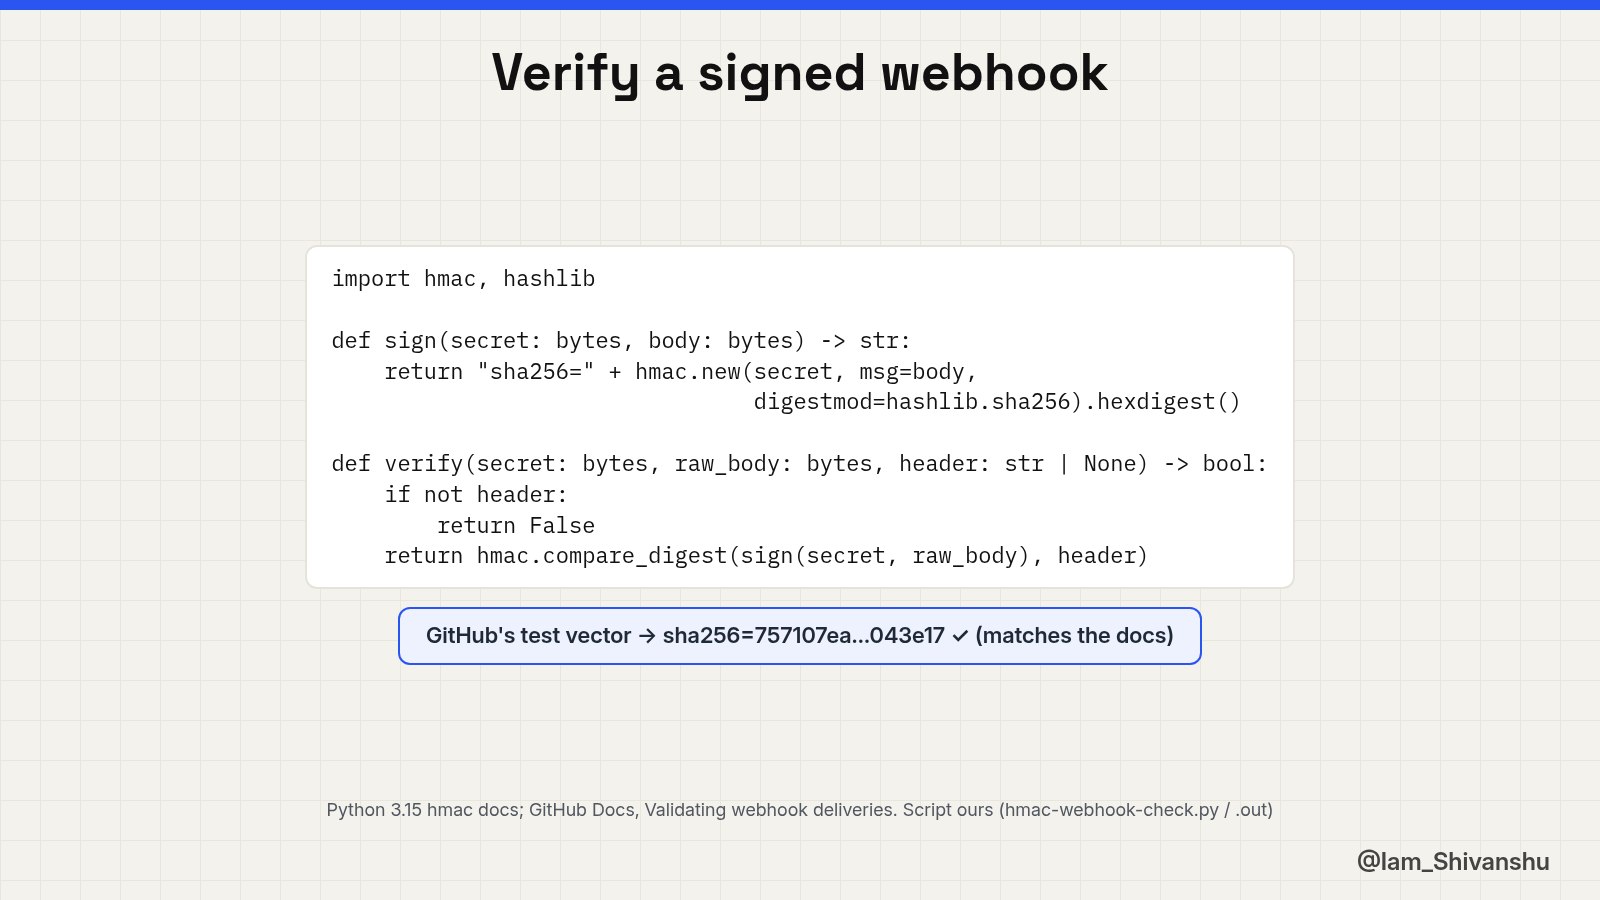 Verify a signed webhook
import hmac, hashlib
def sign(secret: bytes, body: bytes) -> str:
    return "sha256=" + hmac.new(secret, msg=body,
                                digestmod=hashlib.sha256).hexdigest()
def verify(secret: bytes, raw_body: bytes, header: str | None) -> bool:
    if not header:
        return False
    return hmac.compare_digest(sign(secret, raw_body), header)
GitHub's test vector → sha256=757107ea…043e17 ✓ (matches the docs)
Python 3.15 hmac docs; GitHub Docs, Validating webhook deliveries. Script ours (hmac-webhook-check.py / .out)
@Iam_Shivanshu